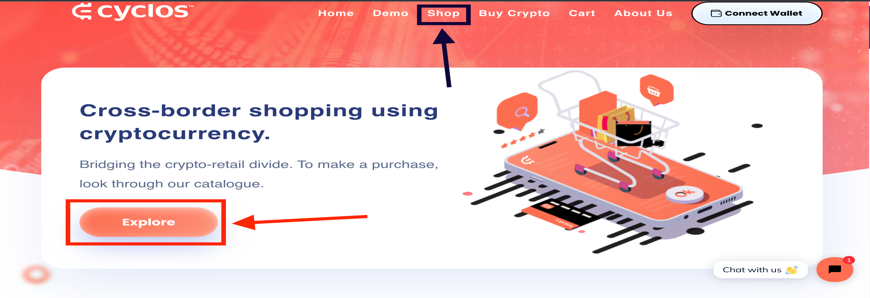 cyclos™
Home Demo Shop Buy Crypto Cart About Us Connect Wallet
Cross-border shopping using
cryptocurrency.
Bridging the crypto-retail divide. To make a purchase,
look through our catalogue.
Explore
Ok
Chat with us 👋
1